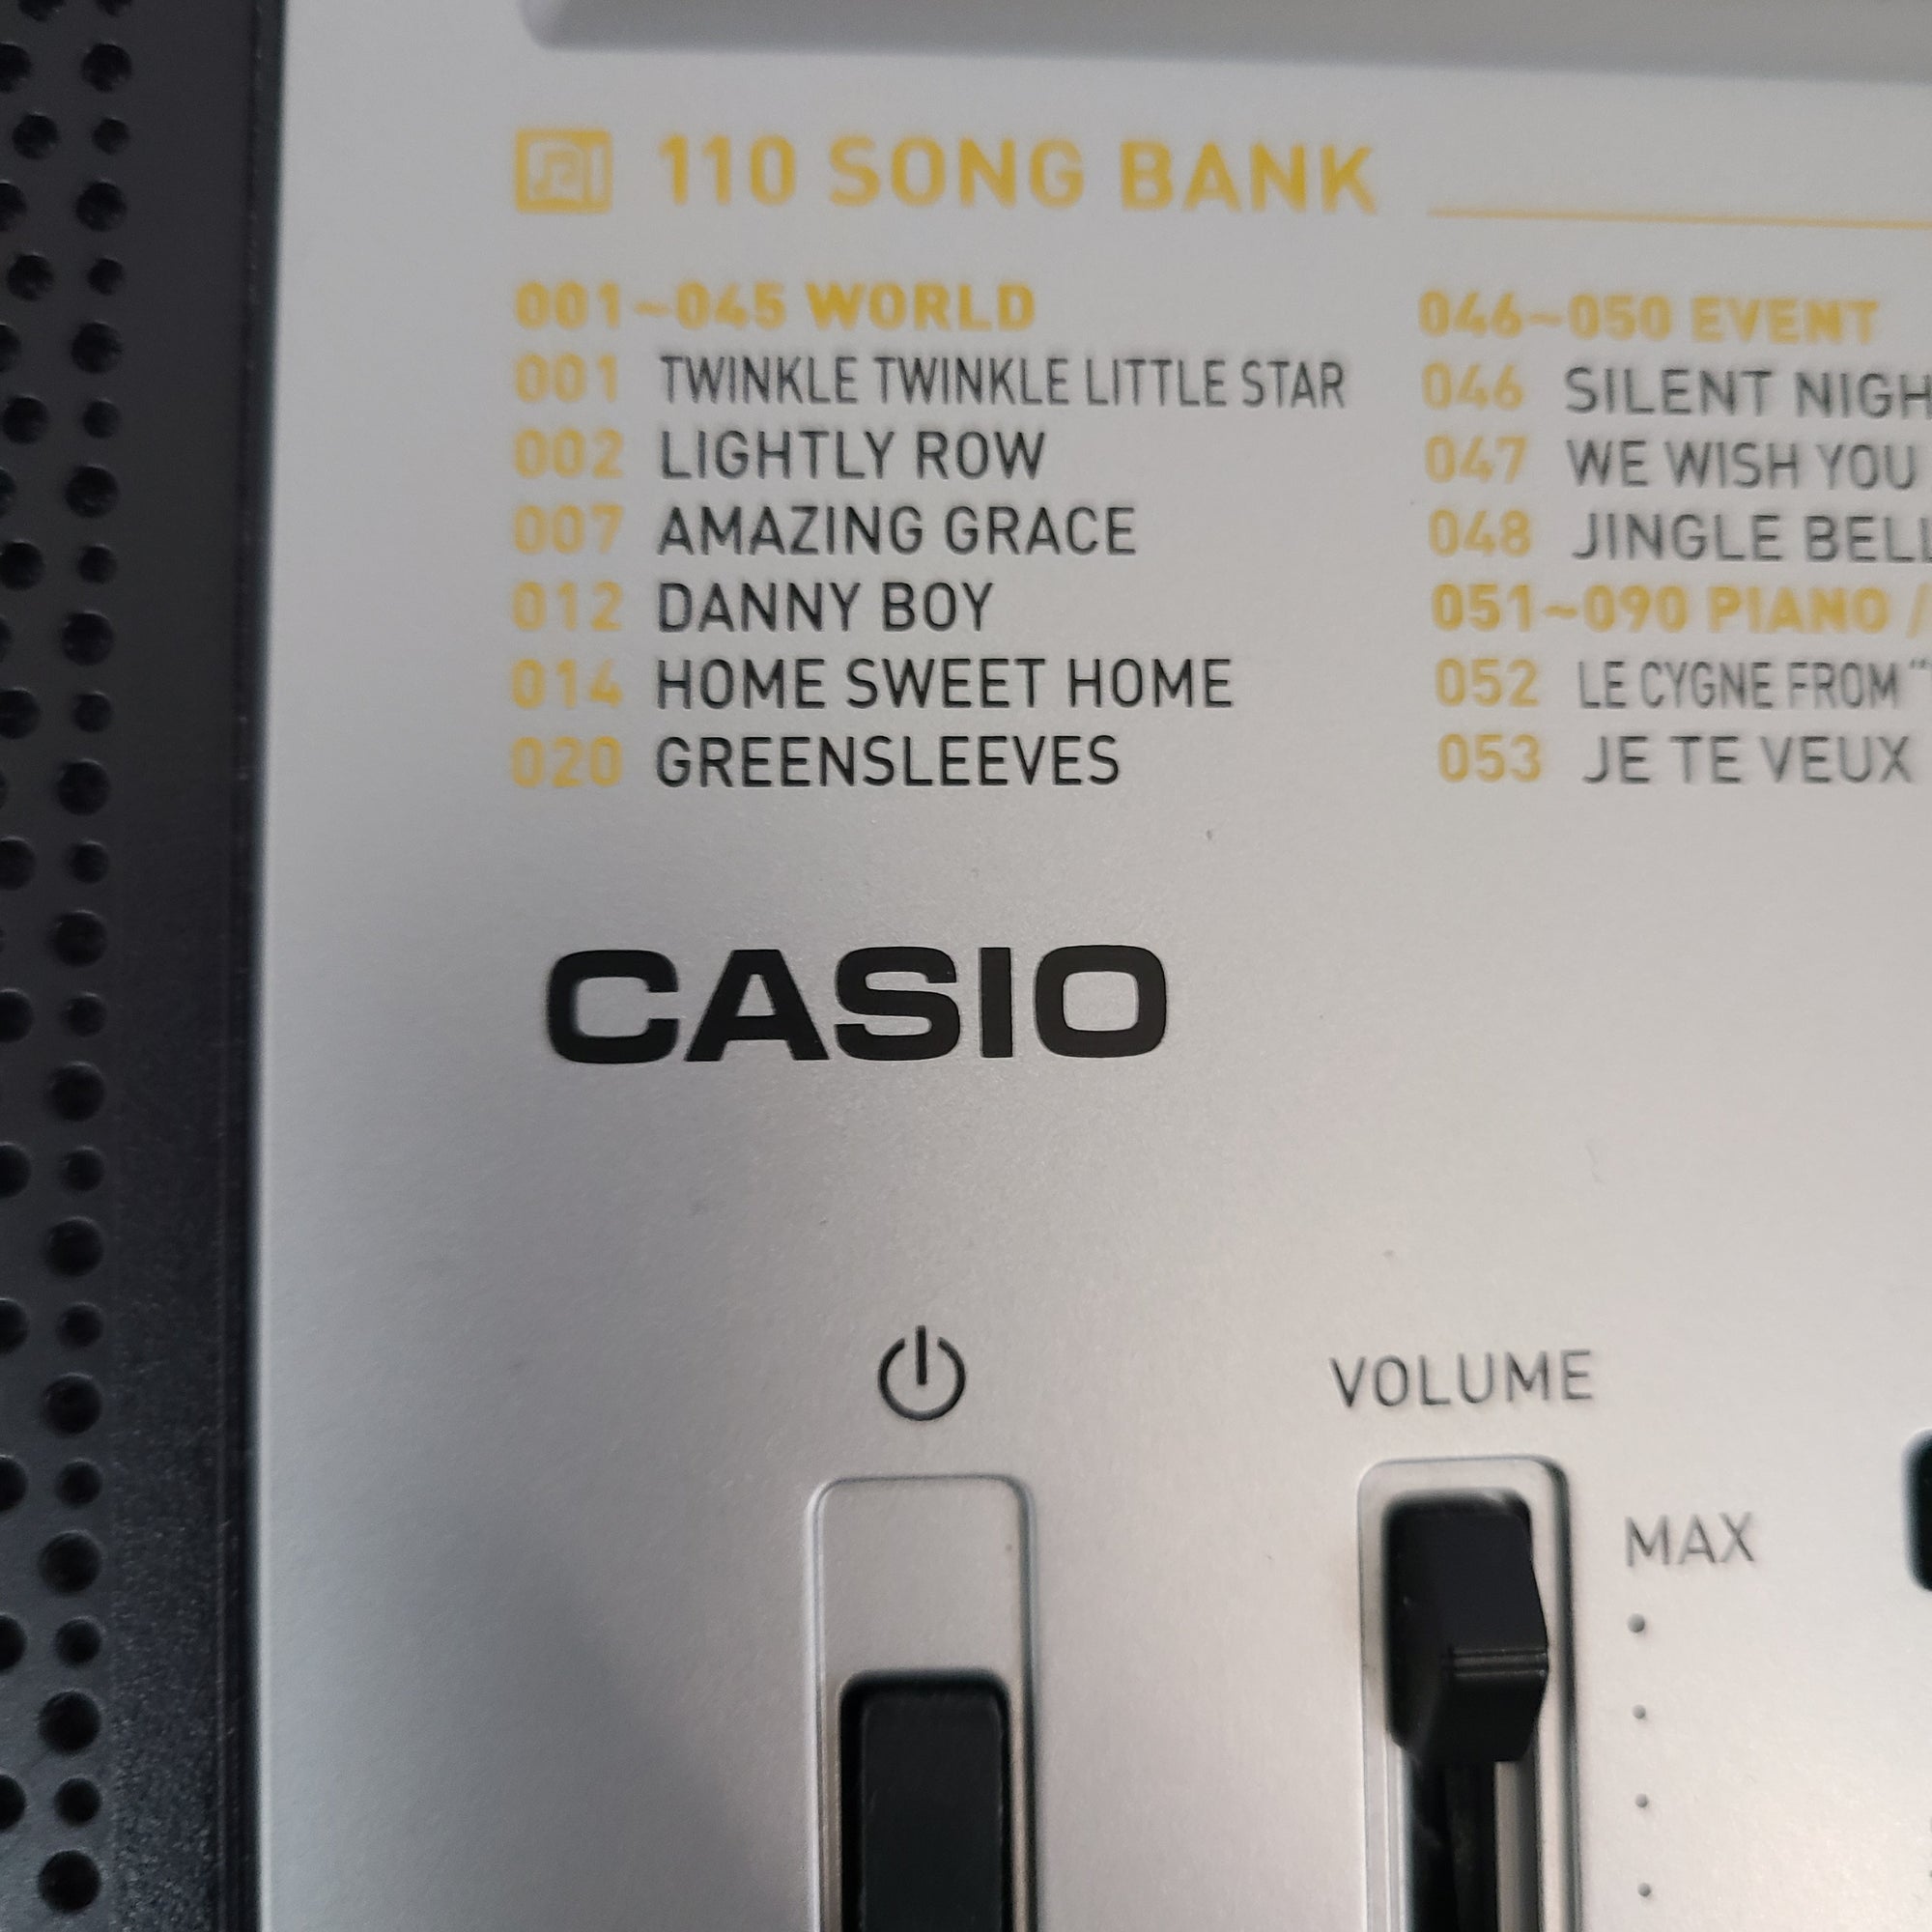 110 SONG BANK
001~045 WORLD
001 TWINKLE TWINKLE LITTLE STAR
002 LIGHTLY ROW
007 AMAZING GRACE
012 DANNY BOY
014 HOME SWEET HOME
020 GREENSLEEVES
046~050 EVENT
046 SILENT NIGH
047 WE WISH YOU
048 JINGLE BELL
051~090 PIANO /
052 LE CYGNE FROM "
053 JE TE VEUX
CASIO
VOLUME
MAX